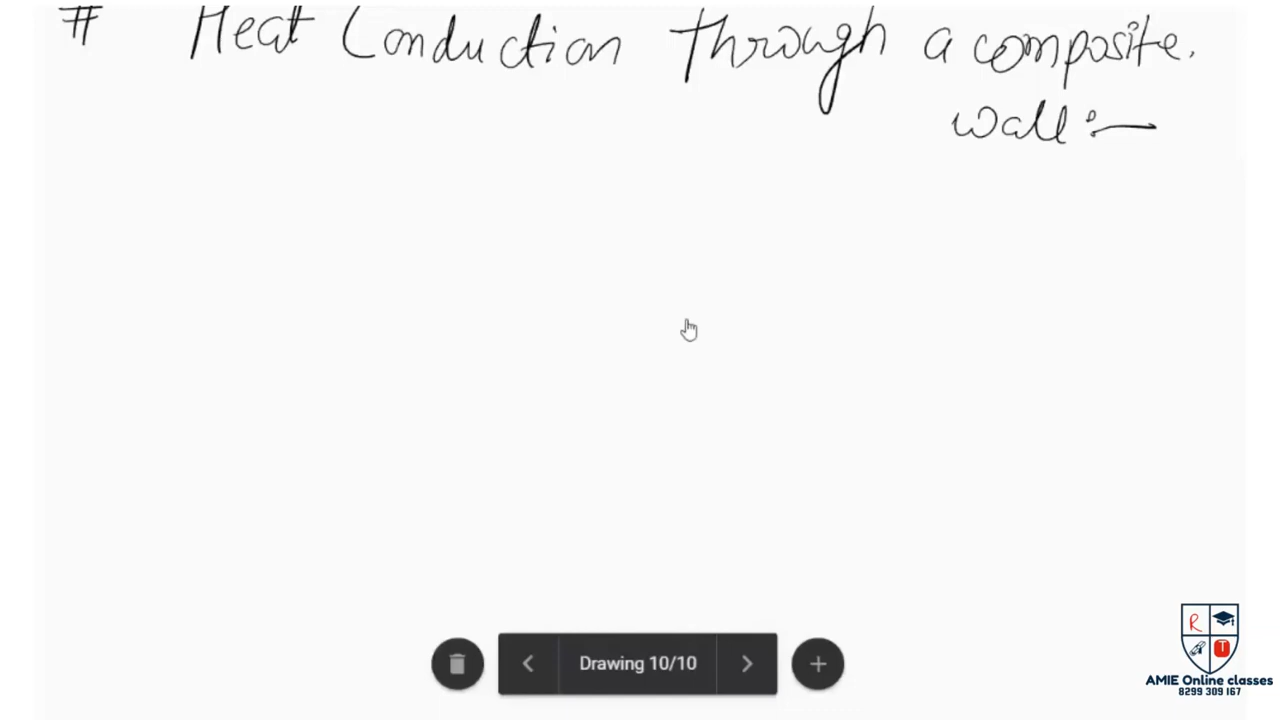 # Heat Conduction through a composite.
wall:—
Drawing 10/10
R
T
AMIE Online classes
8299 309 167